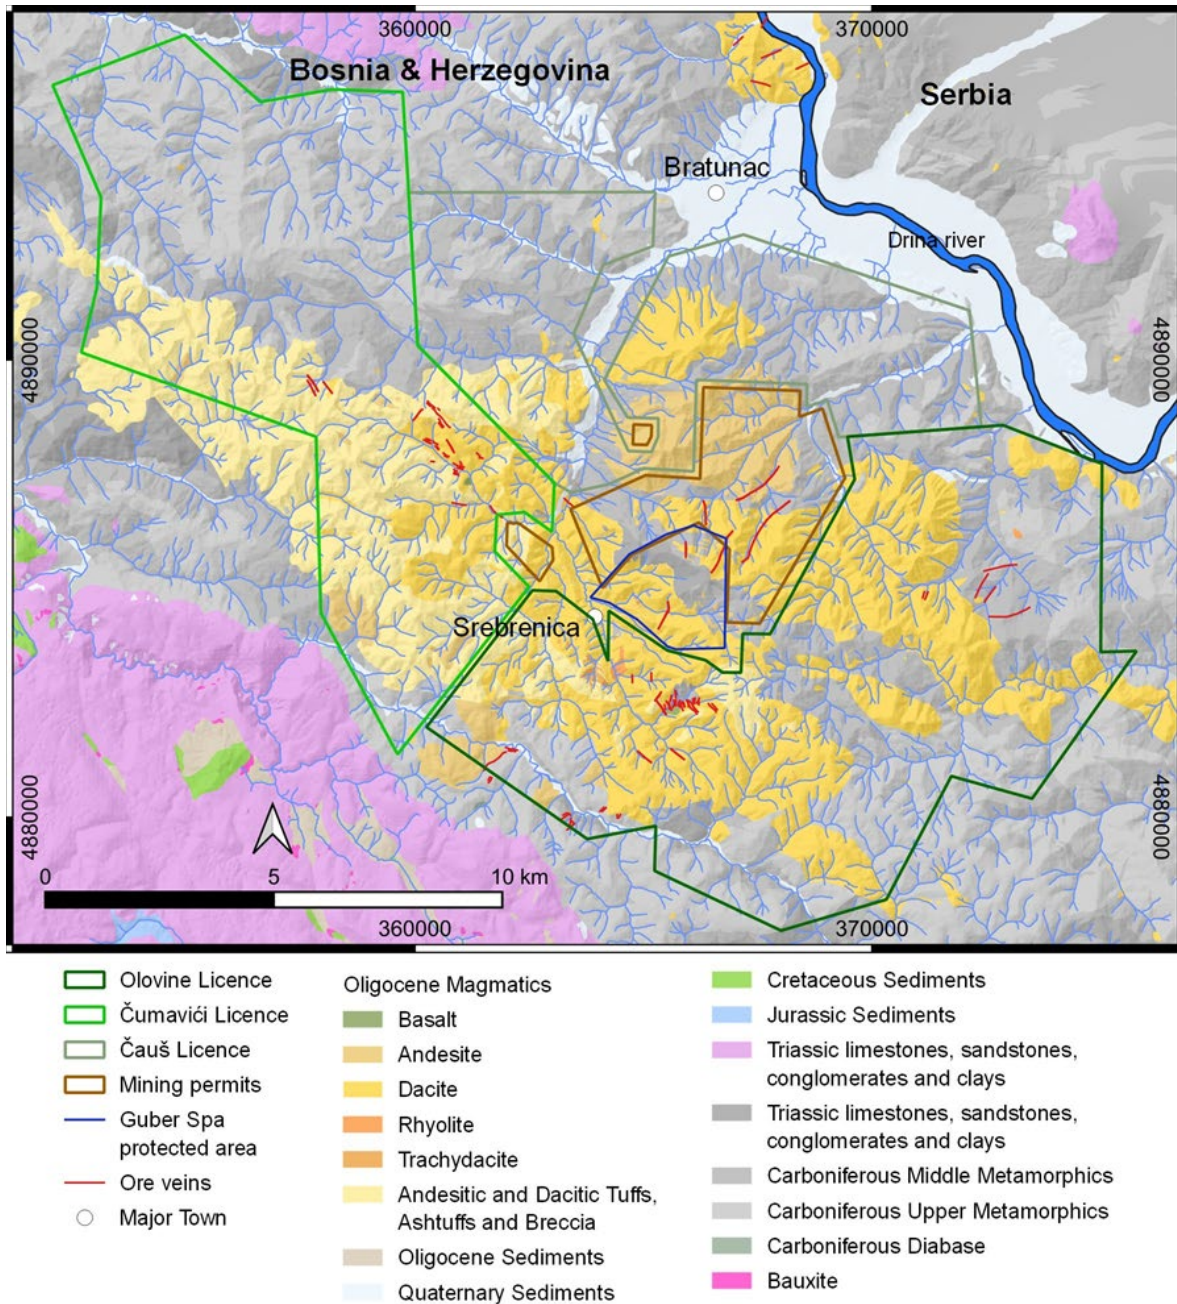 360000
370000
Bosnia & Herzegovina
Serbia
Bratunac
Drina river
4890000
4890000
Srebrenica
4880000
4880000
0
5
10 km
360000
370000
Olovine Licence
Čumavići Licence
Čauš Licence
Mining permits
Guber Spa
protected area
Ore veins
Major Town
Oligocene Magmatics
Basalt
Andesite
Dacite
Rhyolite
Trachydacite
Andesitic and Dacitic Tuffs,
Ashtuffs and Breccia
Oligocene Sediments
Quaternary Sediments
Cretaceous Sediments
Jurassic Sediments
Triassic limestones, sandstones,
conglomerates and clays
Triassic limestones, sandstones,
conglomerates and clays
Carboniferous Middle Metamorphics
Carboniferous Upper Metamorphics
Carboniferous Diabase
Bauxite